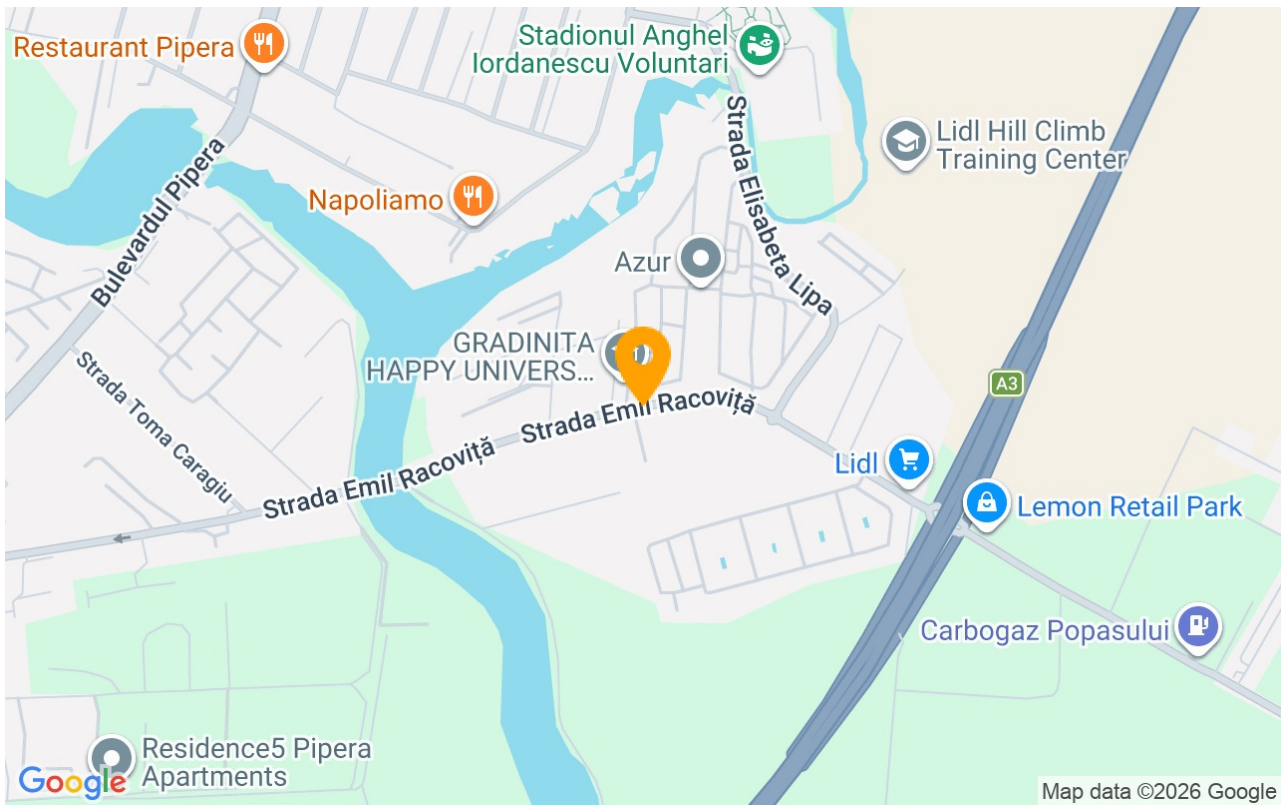 Restaurant Pipera
Stadionul Anghel
Iordanescu Voluntari
Strada Elisabeta Lipa
Lidl Hill Climb
Training Center
Bulevardul Pipera
Napoliamo
Azur
GRADINITA
HAPPY UNIVERS...
A3
Strada Toma Caragiu
Strada Emil Racoviță
Strada Emil Racoviță
Lidl
Lemon Retail Park
Carbogaz Popasului
Residence5 Pipera
Apartments
Google
Map data ©2026 Google